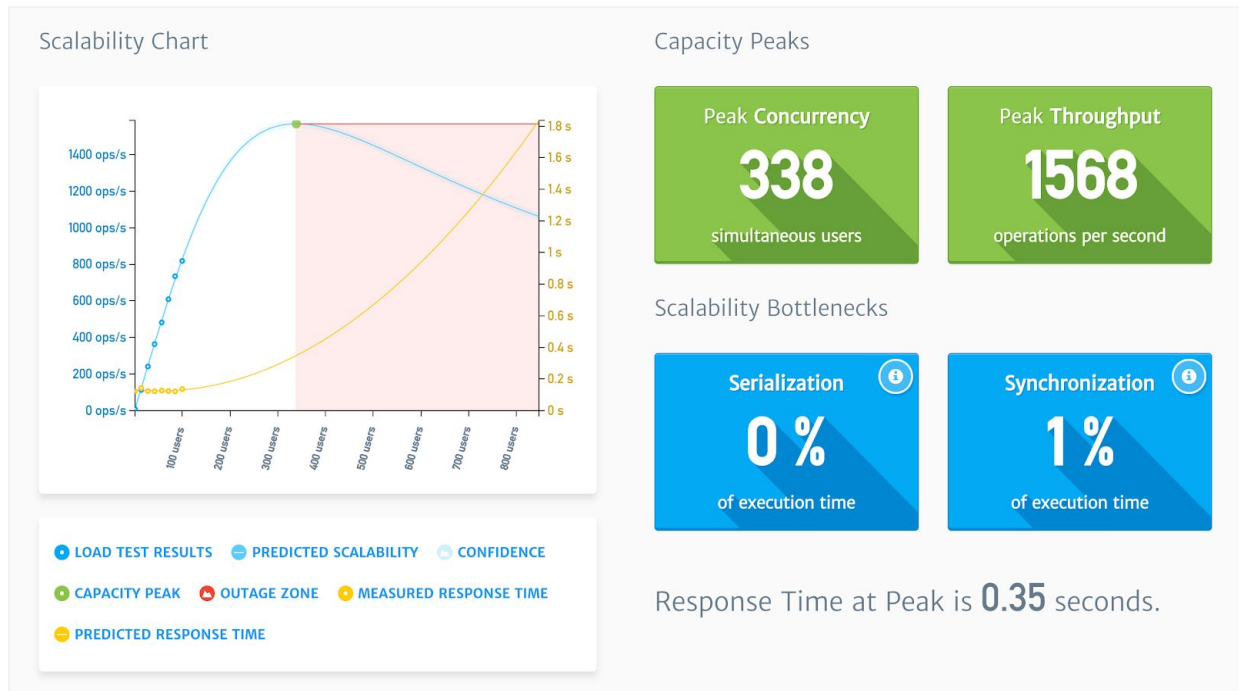 Scalability Chart
1400 ops/s
1200 ops/s
1000 ops/s
800 ops/s
600 ops/s
400 ops/s
200 ops/s
0 ops/s
1.8 s
1.6 s
1.4 s
1.2 s
1 s
0.8 s
0.6 s
0.4 s
0.2 s
0 s
100 users
200 users
300 users
400 users
500 users
600 users
700 users
800 users
LOAD TEST RESULTS PREDICTED SCALABILITY CONFIDENCE
CAPACITY PEAK OUTAGE ZONE MEASURED RESPONSE TIME
PREDICTED RESPONSE TIME
Capacity Peaks
Peak Concurrency
338
simultaneous users
Peak Throughput
1568
operations per second
Scalability Bottlenecks
Serialization
0 %
of execution time
Synchronization
1 %
of execution time
Response Time at Peak is 0.35 seconds.